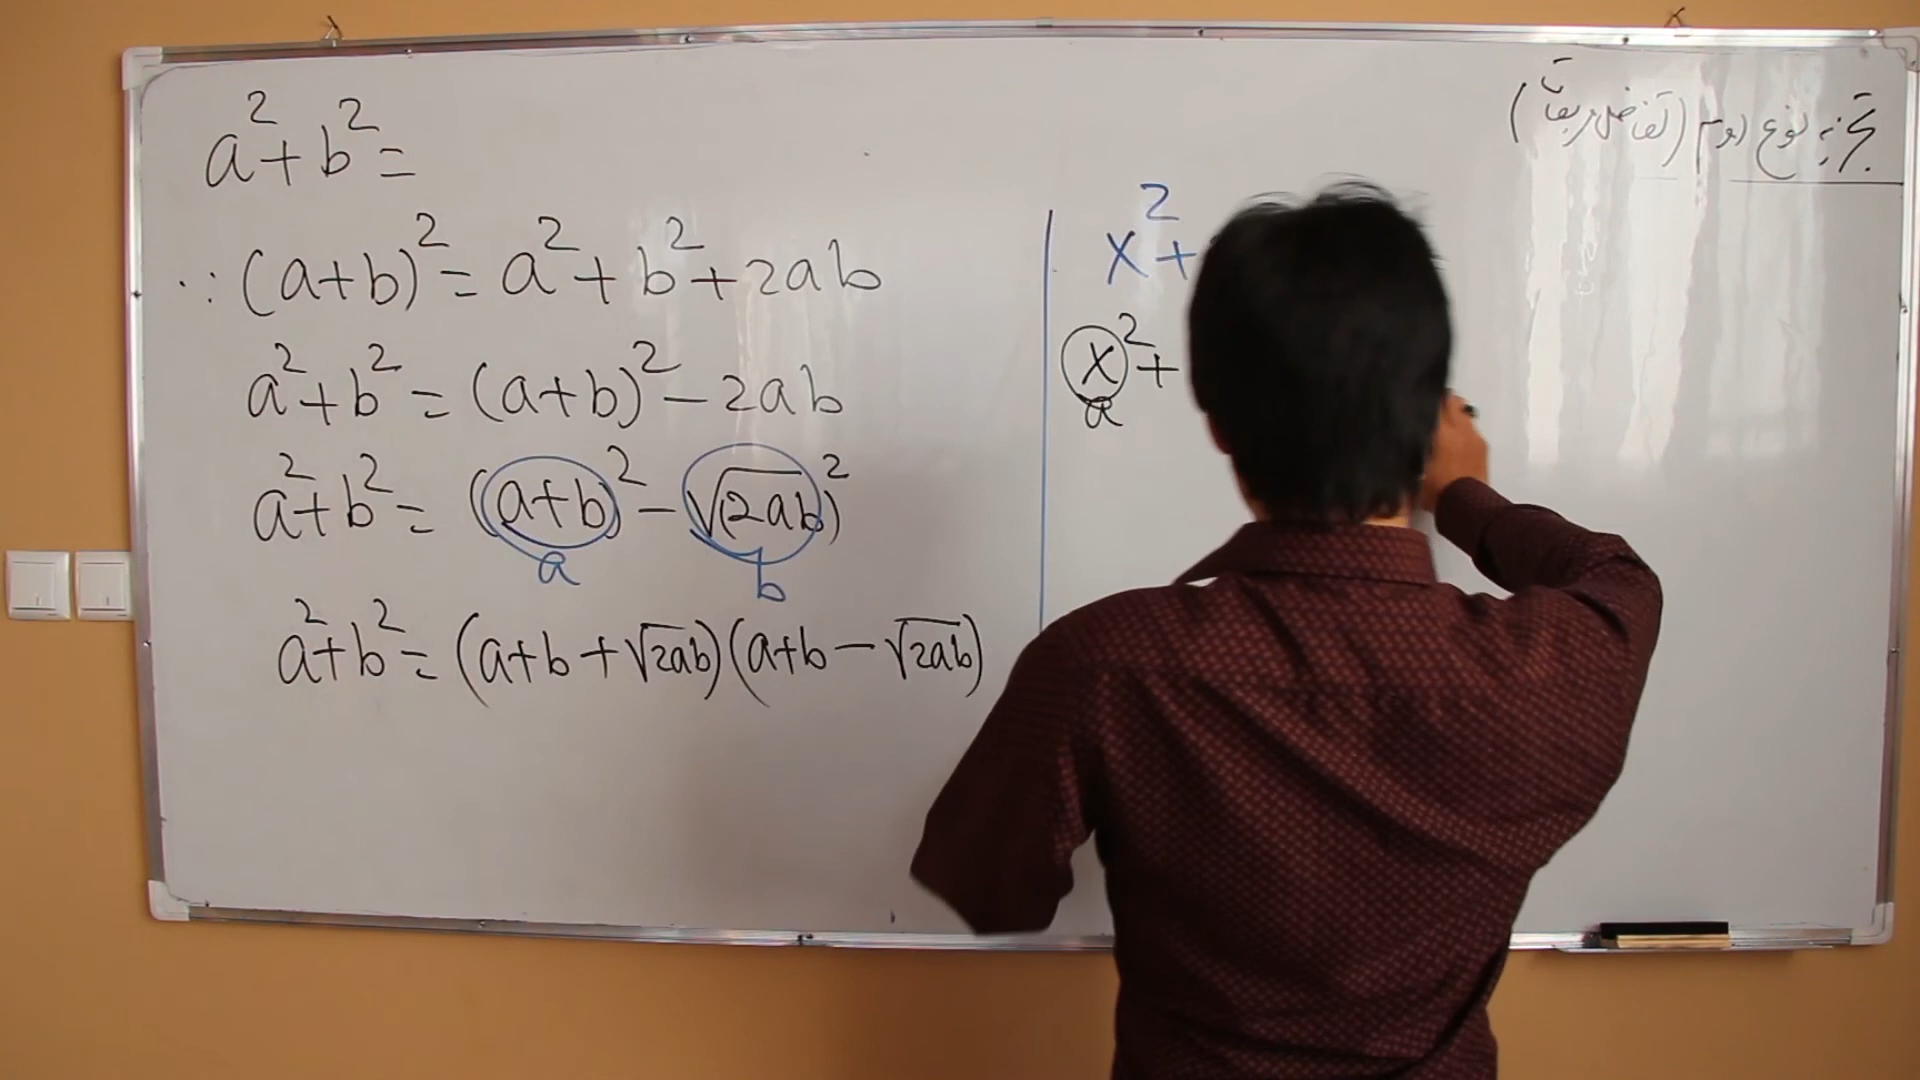 تجزیه نوع دوم (تفاضل مربعات)
a² + b² =
∵ (a+b)² = a² + b² + 2ab
a² + b² = (a+b)² − 2ab
a² + b² = (a+b)² − √(2ab)²
a b
a² + b² = (a+b+√2ab)(a+b−√2ab)
x² +
x² +
a